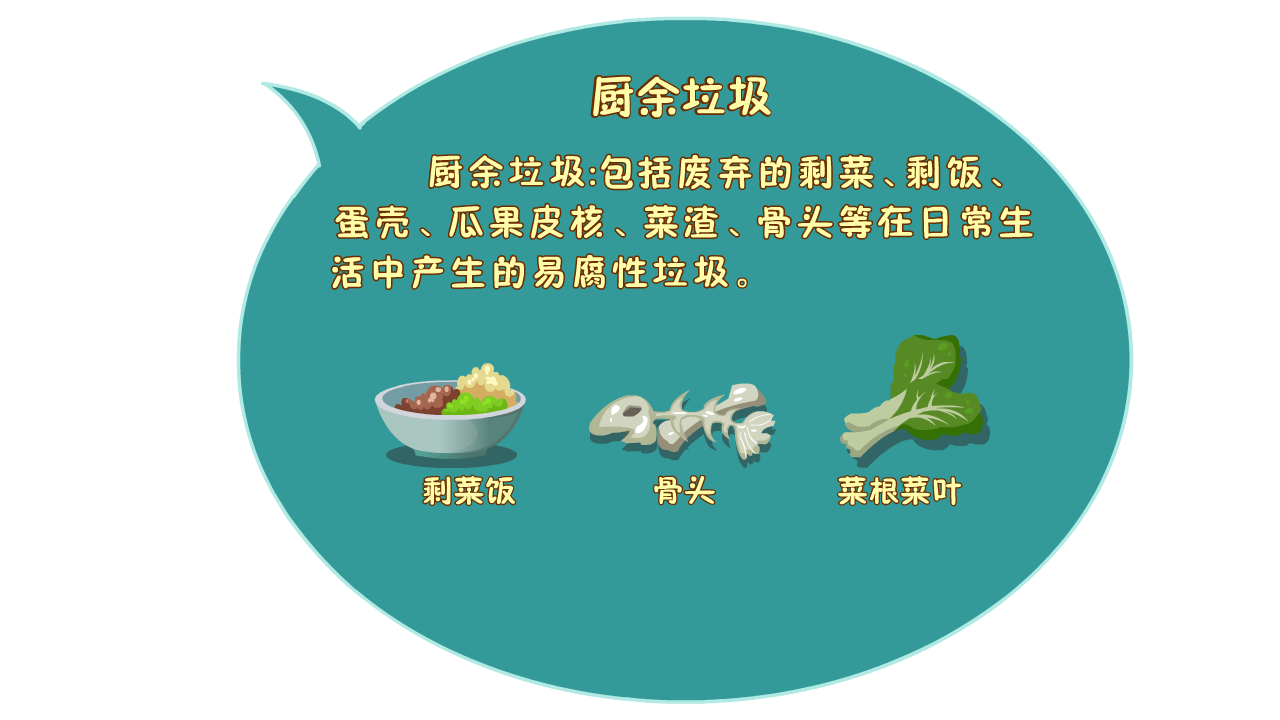 厨余垃圾
厨余垃圾:包括废弃的剩菜、剩饭、
蛋壳、瓜果皮核、菜渣、骨头等在日常生
活中产生的易腐性垃圾。
剩菜饭
骨头
菜根菜叶